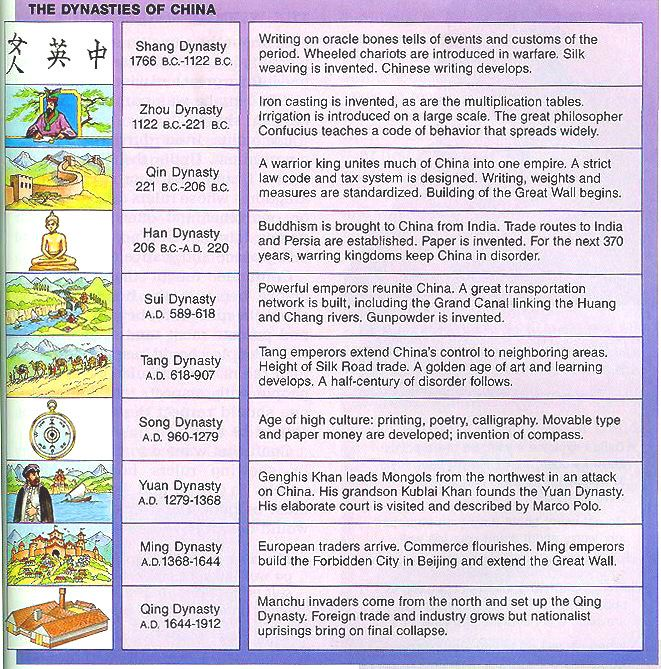 THE DYNASTIES OF CHINA
女人 英 中
Shang Dynasty
1766 B.C.-1122 B.C.
Writing on oracle bones tells of events and customs of the
period. Wheeled chariots are introduced in warfare. Silk
weaving is invented. Chinese writing develops.
Zhou Dynasty
1122 B.C.-221 B.C.
Iron casting is invented, as are the multiplication tables.
Irrigation is introduced on a large scale. The great philosopher
Confucius teaches a code of behavior that spreads widely.
Qin Dynasty
221 B.C.-206 B.C.
A warrior king unites much of China into one empire. A strict
law code and tax system is designed. Writing, weights and
measures are standardized. Building of the Great Wall begins.
Han Dynasty
206 B.C.-A.D. 220
Buddhism is brought to China from India. Trade routes to India
and Persia are established. Paper is invented. For the next 370
years, warring kingdoms keep China in disorder.
Sui Dynasty
A.D. 589-618
Powerful emperors reunite China. A great transportation
network is built, including the Grand Canal linking the Huang
and Chang rivers. Gunpowder is invented.
Tang Dynasty
A.D. 618-907
Tang emperors extend China's control to neighboring areas.
Height of Silk Road trade. A golden age of art and learning
develops. A half-century of disorder follows.
Song Dynasty
A.D. 960-1279
Age of high culture: printing, poetry, calligraphy. Movable type
and paper money are developed; invention of compass.
Yuan Dynasty
A.D. 1279-1368
Genghis Khan leads Mongols from the northwest in an attack
on China. His grandson Kublai Khan founds the Yuan Dynasty.
His elaborate court is visited and described by Marco Polo.
Ming Dynasty
A.D.1368-1644
European traders arrive. Commerce flourishes. Ming emperors
build the Forbidden City in Beijing and extend the Great Wall.
Qing Dynasty
A.D. 1644-1912
Manchu invaders come from the north and set up the Qing
Dynasty. Foreign trade and industry grows but nationalist
uprisings bring on final collapse.